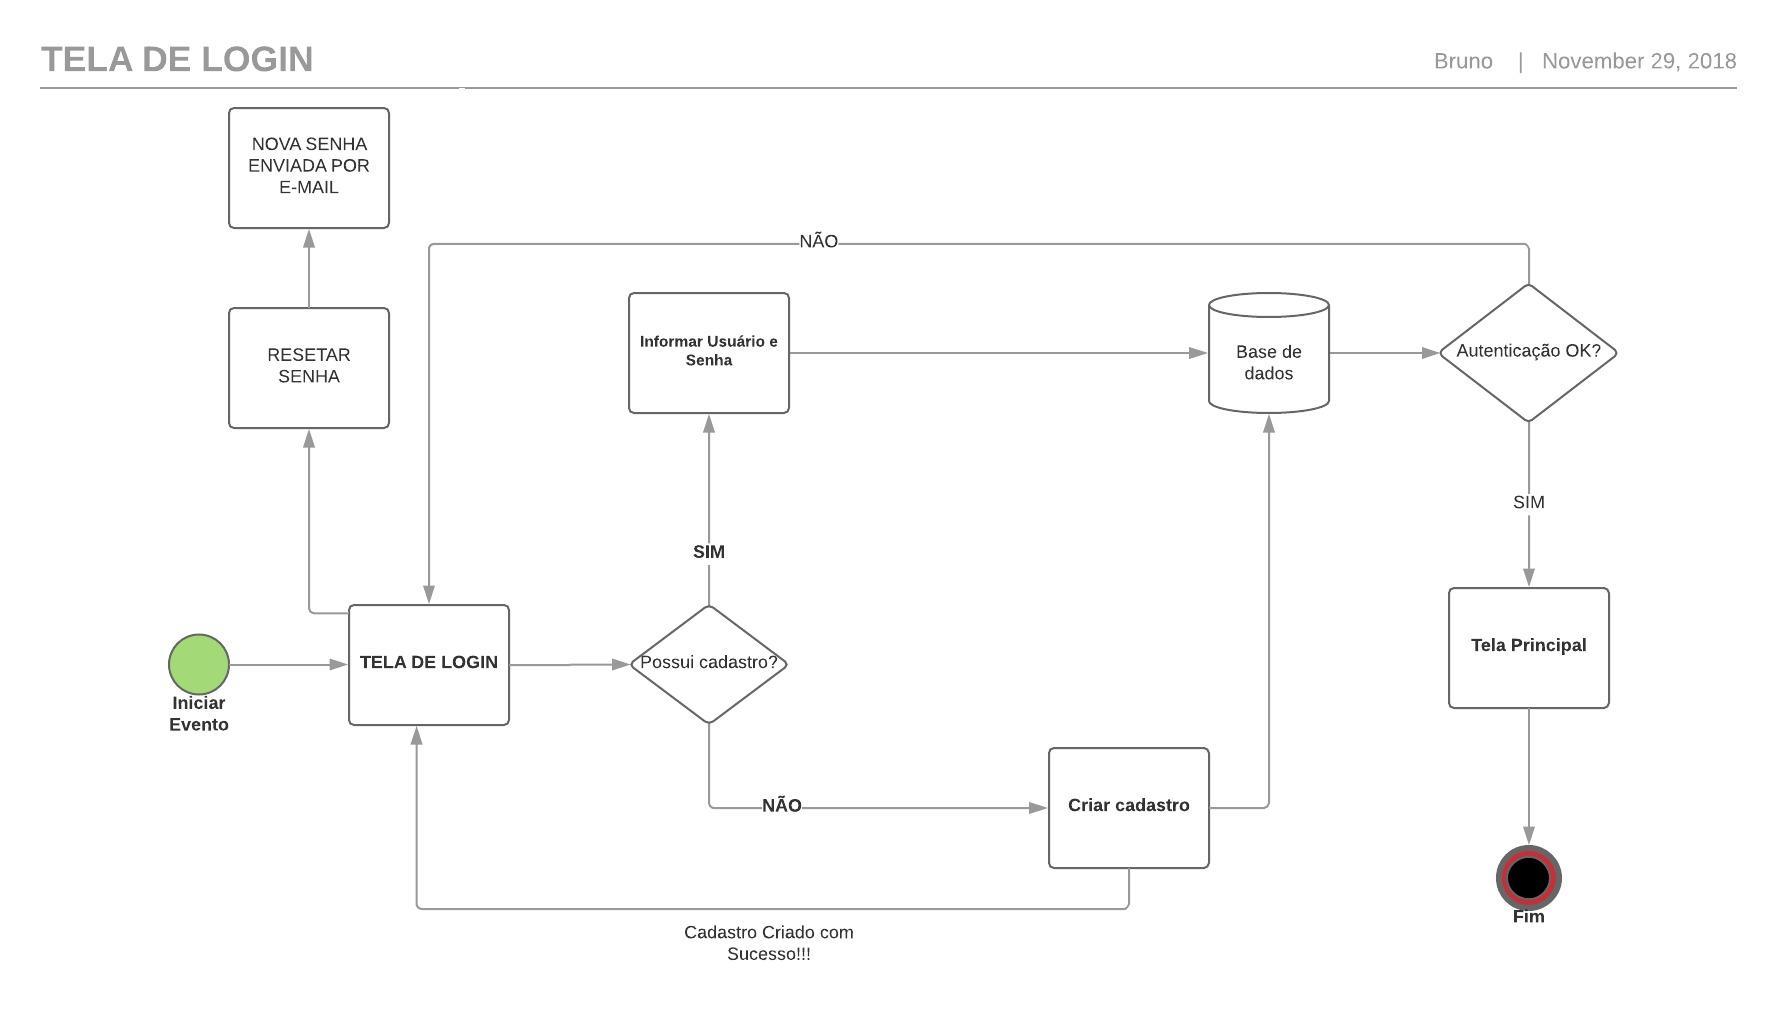 TELA DE LOGIN
Bruno | November 29, 2018
NOVA SENHA
ENVIADA POR
E-MAIL
NÃO
RESETAR
SENHA
Informar Usuário e
Senha
Base de
dados
Autenticação OK?
SIM
SIM
TELA DE LOGIN
Possui cadastro?
Tela Principal
Iniciar
Evento
NÃO
Criar cadastro
Fim
Cadastro Criado com
Sucesso!!!